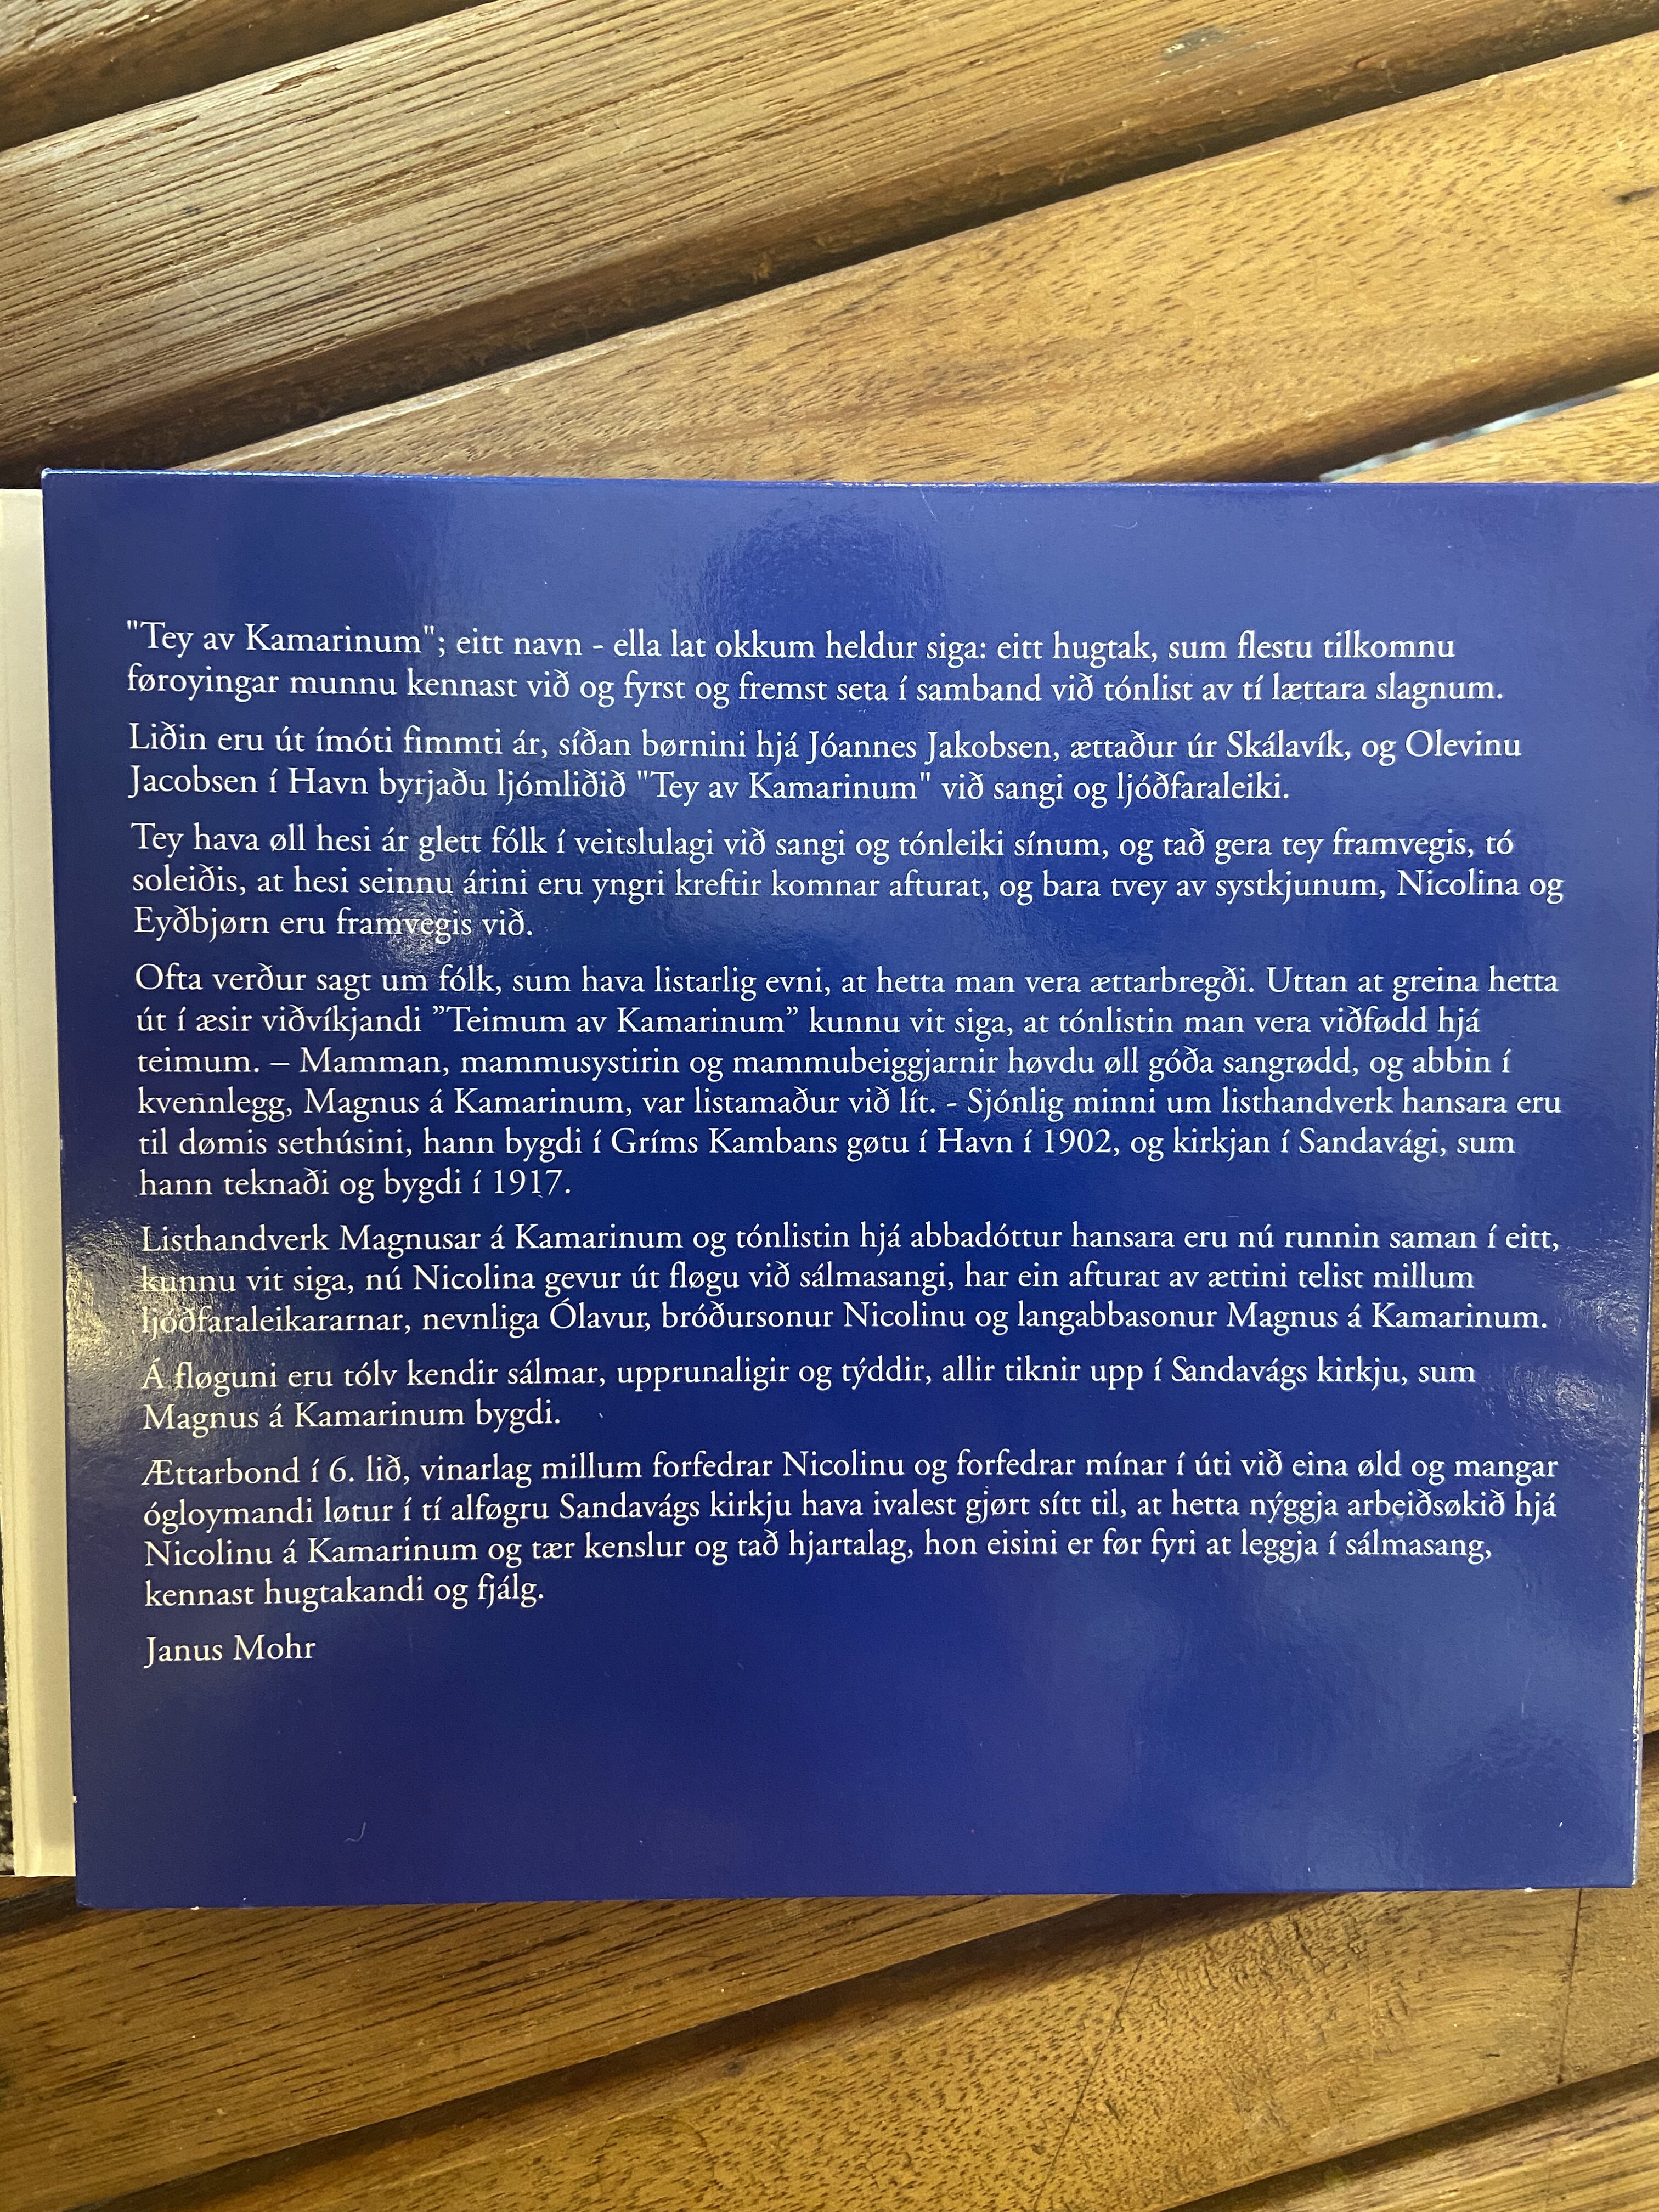 "Tey av Kamarinum"; eitt navn - ella lat okkum heldur siga: eitt hugtak, sum flestu tilkomnu
føroyingar munnu kennast við og fyrst og fremst seta í samband við tónlist av tí lættara slagnum.
Liðin eru út ímóti fimmti ár, síðan børnini hjá Jóannes Jakobsen, ættaður úr Skálavík, og Olevinu
Jacobsen í Havn byrjaðu ljómliðið "Tey av Kamarinum" við sangi og ljóðfaraleiki.
Tey hava øll hesi ár glett fólk í veitslulagi við sangi og tónleiki sínum, og tað gera tey framvegis, tó
soleiðis, at hesi seinnu árini eru yngri kreftir komnar afturat, og bara tvey av systkjunum, Nicolina og
Eyðbjørn eru framvegis við.
Ofta verður sagt um fólk, sum hava listarlig evni, at hetta man vera ættarbregði. Uttan at greina hetta
út í æsir viðvíkjandi ”Teimum av Kamarinum” kunnu vit siga, at tónlistin man vera viðfødd hjá
teimum. – Mamman, mammusystirin og mammubeiggjarnir høvdu øll góða sangrødd, og abbin í
kvennlegg, Magnus á Kamarinum, var listamaður við lít. - Sjónlig minni um listhandverk hansara eru
til dømis sethúsini, hann bygdi í Gríms Kambans gøtu í Havn í 1902, og kirkjan í Sandavági, sum
hann teknaði og bygdi í 1917.
Listhandverk Magnusar á Kamarinum og tónlistin hjá abbadóttur hansara eru nú runnin saman í eitt,
kunnu vit siga, nú Nicolina gevur út fløgu við sálmasangi, har ein afturat av ættini telist millum
ljóðfaraleikararnar, nevnliga Ólavur, bróðursonur Nicolinu og langabbasonur Magnus á Kamarinum.
Á fløguni eru tólv kendir sálmar, upprunaligir og týddir, allir tiknir upp í Sandavágs kirkju, sum
Magnus á Kamarinum bygdi.
Ættarbond í 6. lið, vinarlag millum forfedrar Nicolinu og forfedrar mínar í úti við eina øld og mangar
ógloymandi løtur í tí alføgru Sandavágs kirkju hava ivalest gjørt sítt til, at hetta nýggja arbeiðsøkið hjá
Nicolinu á Kamarinum og tær kenslur og tað hjartalag, hon eisini er før fyri at leggja í sálmasang,
kennast hugtakandi og fjálg.
Janus Mohr